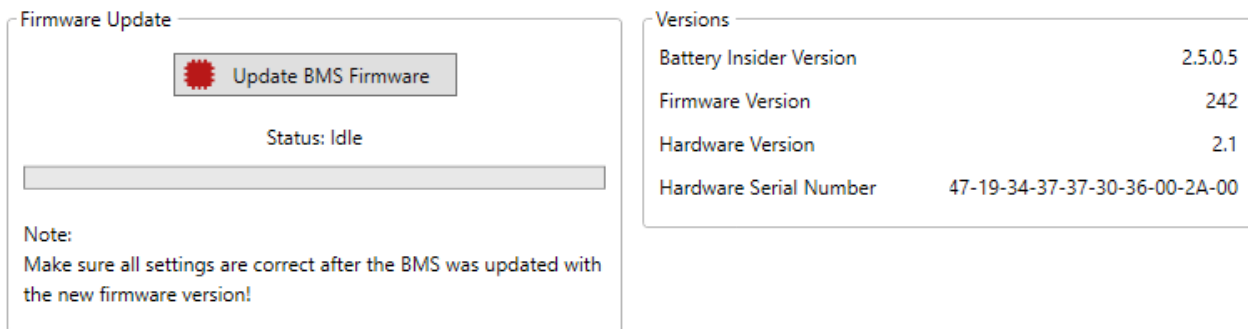 Firmware Update
Update BMS Firmware
Status: Idle
Note:
Make sure all settings are correct after the BMS was updated with
the new firmware version!
Versions
Battery Insider Version 2.5.0.5
Firmware Version 242
Hardware Version 2.1
Hardware Serial Number 47-19-34-37-37-30-36-00-2A-00